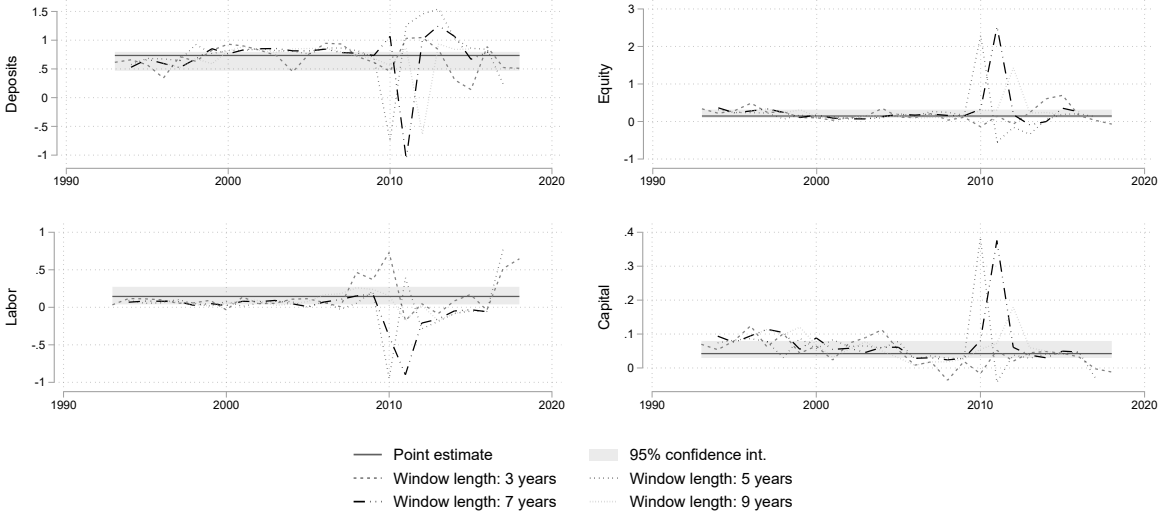 Deposits
1.5
1
.5
0
-.5
-1
1990 2000 2010 2020
Equity
3
2
1
0
-1
1990 2000 2010 2020
Labor
1
.5
0
-.5
-1
1990 2000 2010 2020
Capital
.4
.3
.2
.1
0
1990 2000 2010 2020
Point estimate 95% confidence int.
Window length: 3 years Window length: 5 years
Window length: 7 years Window length: 9 years